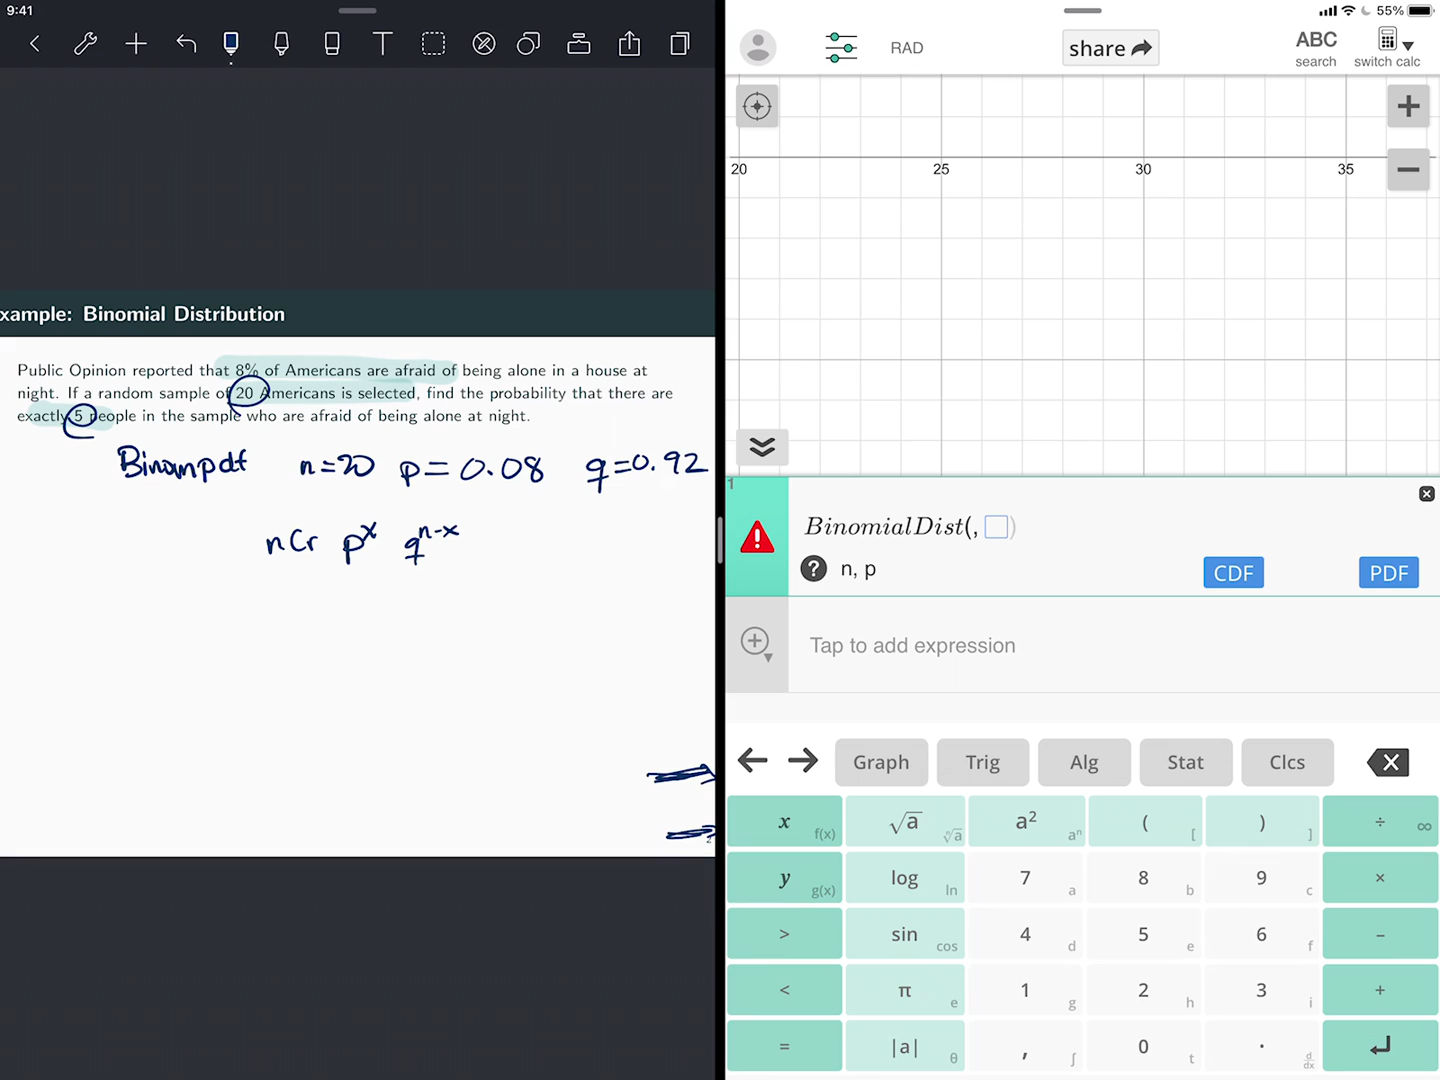 9:41
55%
T
RAD
share
ABC
search
switch calc
20 25 30 35
xample: Binomial Distribution
Public Opinion reported that 8% of Americans are afraid of being alone in a house at
night. If a random sample of 20 Americans is selected, find the probability that there are
exactly 5 people in the sample who are afraid of being alone at night.
Binompdf n=20 p=0.08 q=0.92
nCr p^x q^{n-x}
2
1
BinomialDist(, )
? n, p CDF PDF
Tap to add expression
Graph Trig Alg Stat Clcs
x f(x) √a ⁿ√a a² aⁿ ( [ ) ] ÷ ∞
y g(x) log ln 7 a 8 b 9 c ×
> sin cos 4 d 5 e 6 f −
< π e 1 g 2 h 3 i +
= |a| θ , ∫ 0 t . d/dx